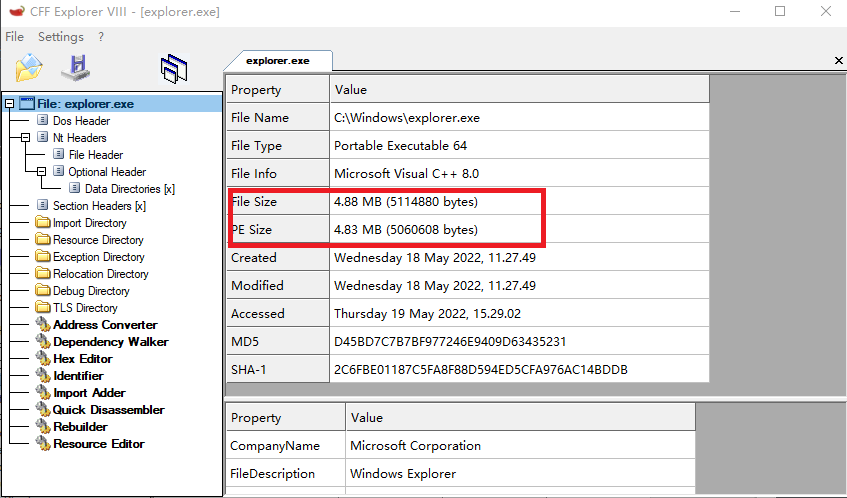 CFF Explorer VIII - [explorer.exe]
File Settings ?
explorer.exe
File: explorer.exe
Dos Header
Nt Headers
File Header
Optional Header
Data Directories [x]
Section Headers [x]
Import Directory
Resource Directory
Exception Directory
Relocation Directory
Debug Directory
TLS Directory
Address Converter
Dependency Walker
Hex Editor
Identifier
Import Adder
Quick Disassembler
Rebuilder
Resource Editor
Property Value
File Name C:\Windows\explorer.exe
File Type Portable Executable 64
File Info Microsoft Visual C++ 8.0
File Size 4.88 MB (5114880 bytes)
PE Size 4.83 MB (5060608 bytes)
Created Wednesday 18 May 2022, 11.27.49
Modified Wednesday 18 May 2022, 11.27.49
Accessed Thursday 19 May 2022, 15.29.02
MD5 D45BD7C7B7BF977246E9409D63435231
SHA-1 2C6FBE01187C5FA8F88D594ED5CFA976AC14BDDB
Property Value
CompanyName Microsoft Corporation
FileDescription Windows Explorer